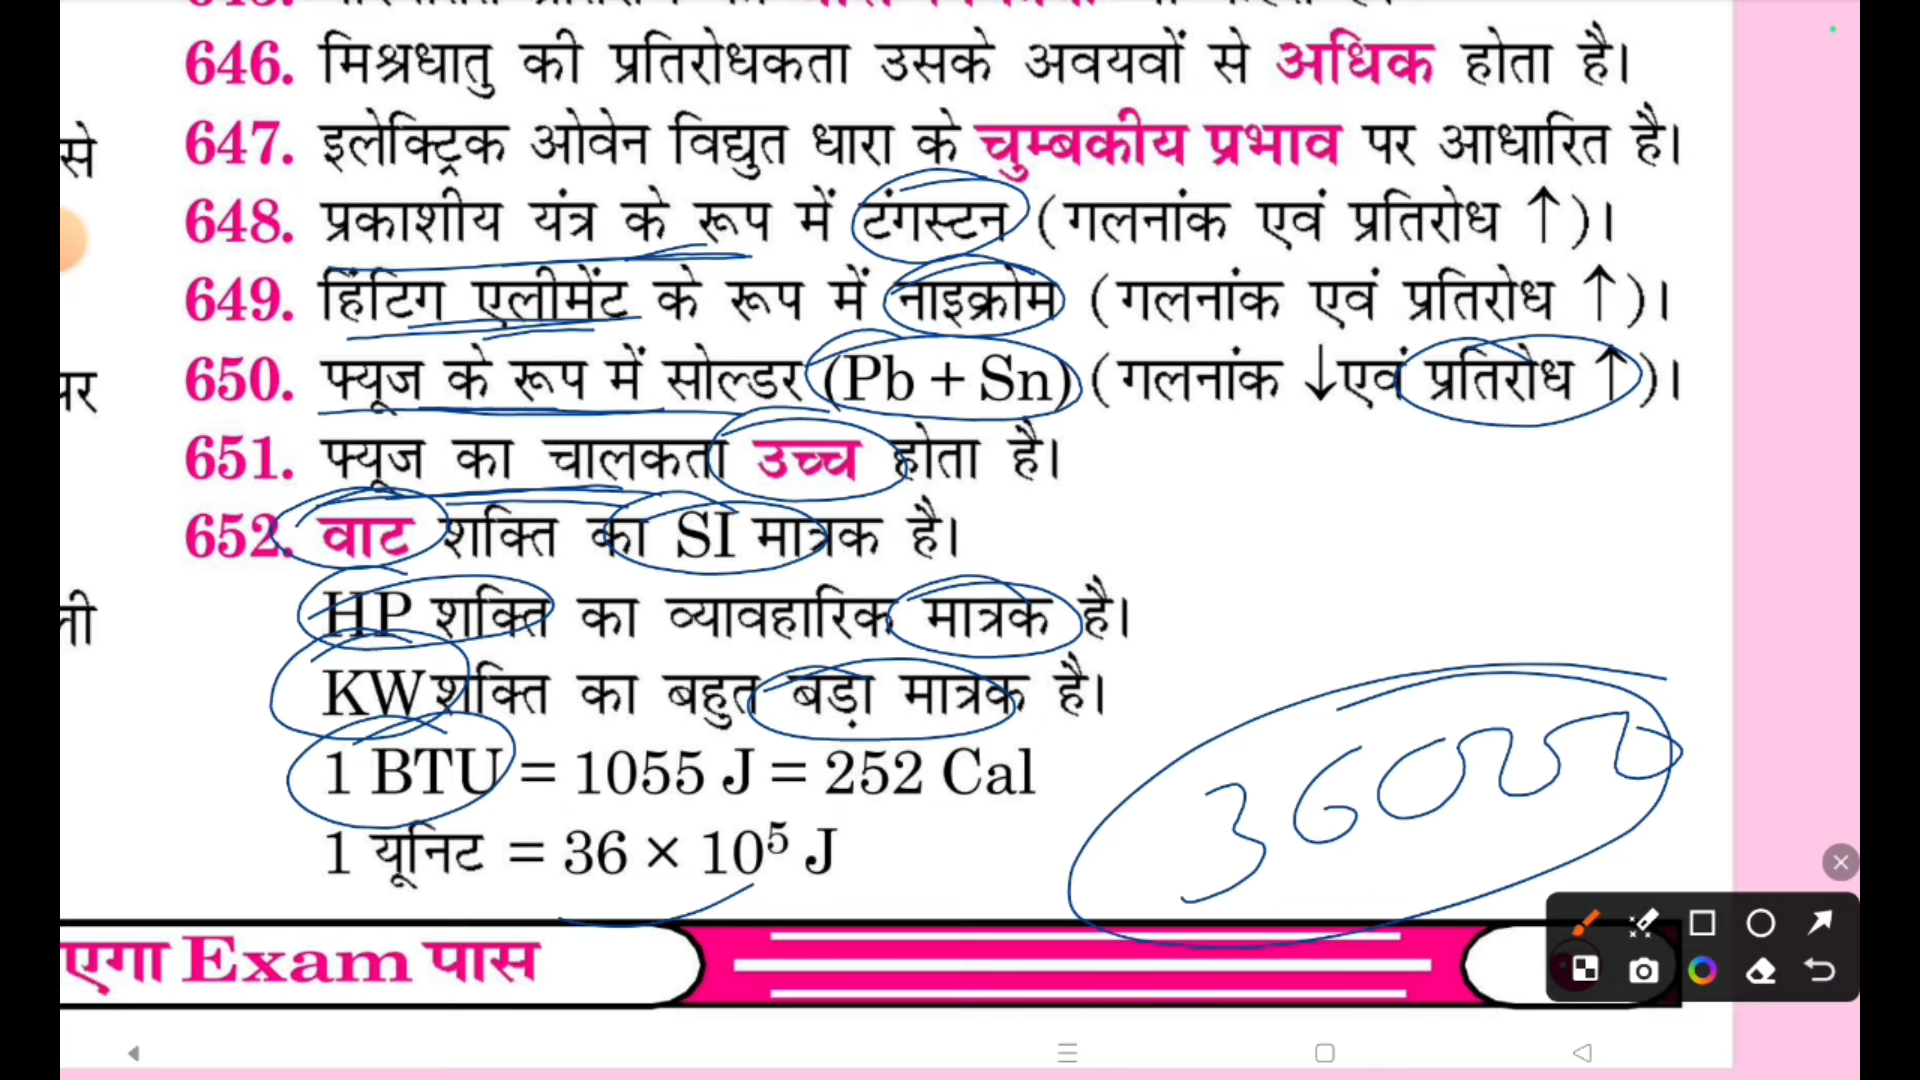 646. मिश्रधातु की प्रतिरोधकता उसके अवयवों से अधिक होता है।
से
647. इलेक्ट्रिक ओवेन विद्युत धारा के चुम्बकीय प्रभाव पर आधारित है।
648. प्रकाशीय यंत्र के रूप में टंगस्टन (गलनांक एवं प्रतिरोध ↑)।
649. हिंटिग एलीमेंट के रूप में नाइक्रोम (गलनांक एवं प्रतिरोध ↑)।
650. फ्यूज के रूप में सोल्डर (Pb + Sn) (गलनांक ↓एवं प्रतिरोध ↑)।
651. फ्यूज का चालकता उच्च होता है।
652. वाट शक्ति का SI मात्रक है।
HP शक्ति का व्यावहारिक मात्रक है।
KW शक्ति का बहुत बड़ा मात्रक है।
1 BTU = 1055 J = 252 Cal
1 यूनिट = 36 × 10⁵ J
एगा Exam पास